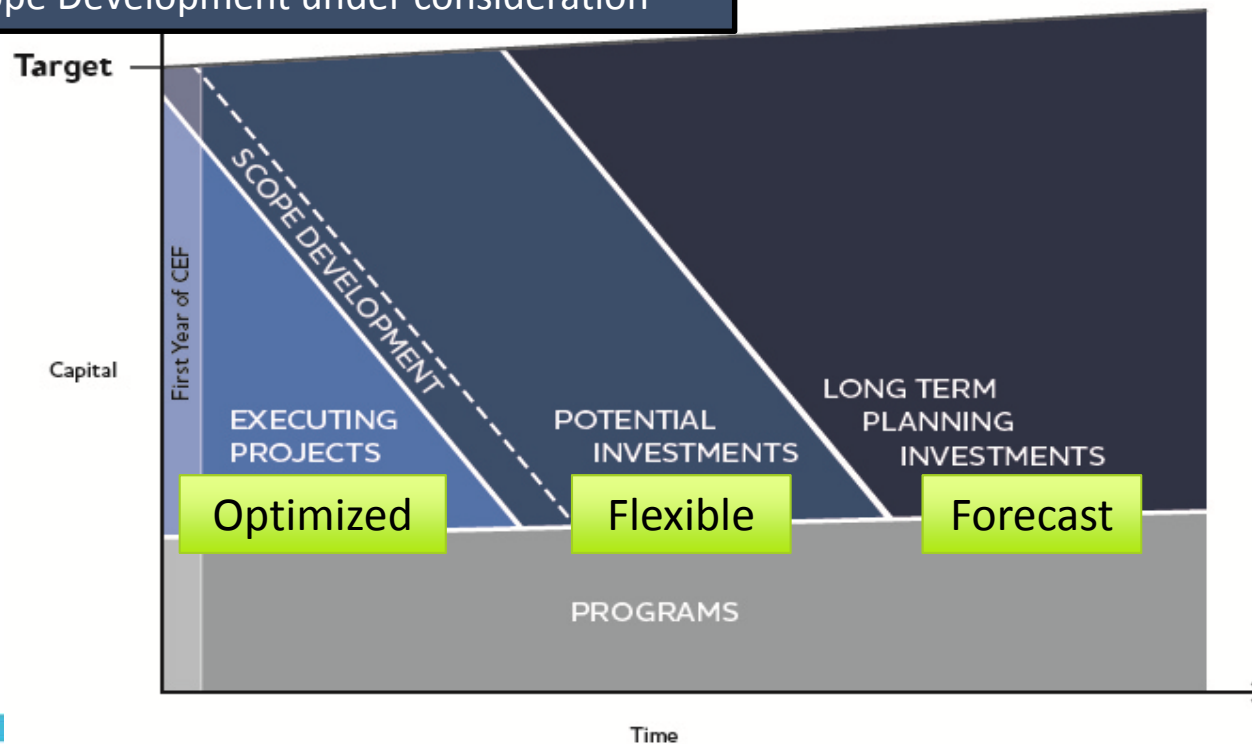 Development under consideration
Target
SCOPE DEVELOPMENT
First Year of CEF
Capital
EXECUTING
PROJECTS
POTENTIAL
INVESTMENTS
LONG TERM
PLANNING
INVESTMENTS
Optimized
Flexible
Forecast
PROGRAMS
Time